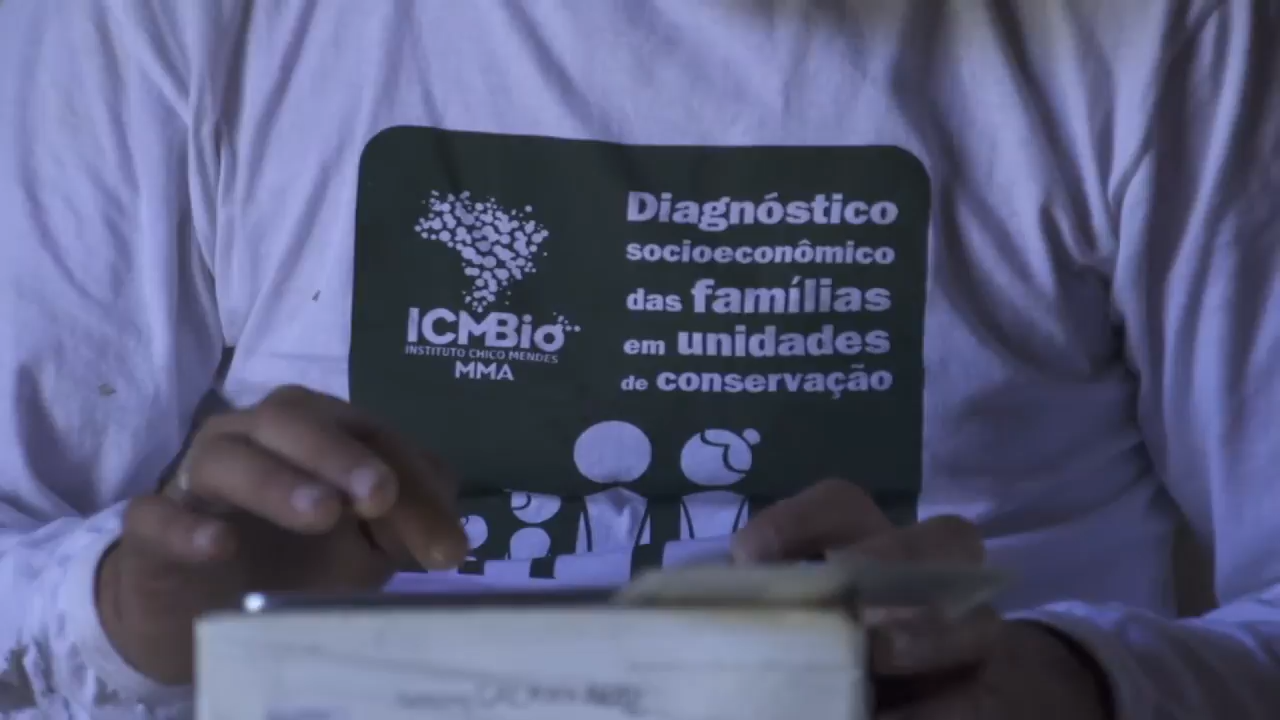 ICMBio
INSTITUTO CHICO MENDES
MMA
Diagnóstico
socioeconômico
das famílias
em unidades
de conservação